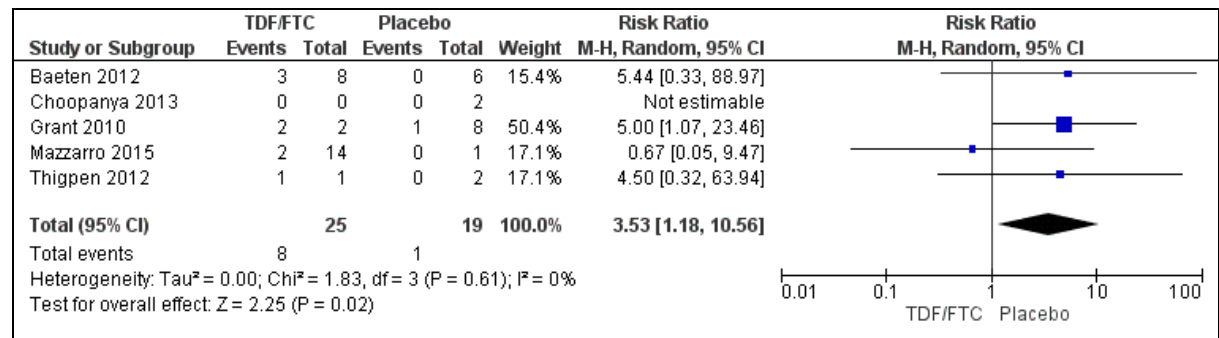 TDF/FTC Placebo Risk Ratio Risk Ratio
Study or Subgroup Events Total Events Total Weight M-H, Random, 95% CI M-H, Random, 95% CI
Baeten 2012 3 8 0 6 15.4% 5.44 [0.33, 88.97]
Choopanya 2013 0 0 0 2 Not estimable
Grant 2010 2 2 1 8 50.4% 5.00 [1.07, 23.46]
Mazzarro 2015 2 14 0 1 17.1% 0.67 [0.05, 9.47]
Thigpen 2012 1 1 0 2 17.1% 4.50 [0.32, 63.94]
Total (95% CI) 25 19 100.0% 3.53 [1.18, 10.56]
Total events 8 1
Heterogeneity: Tau² = 0.00; Chi² = 1.83, df = 3 (P = 0.61); I² = 0%
Test for overall effect: Z = 2.25 (P = 0.02)
0.01 0.1 1 10 100
TDF/FTC Placebo